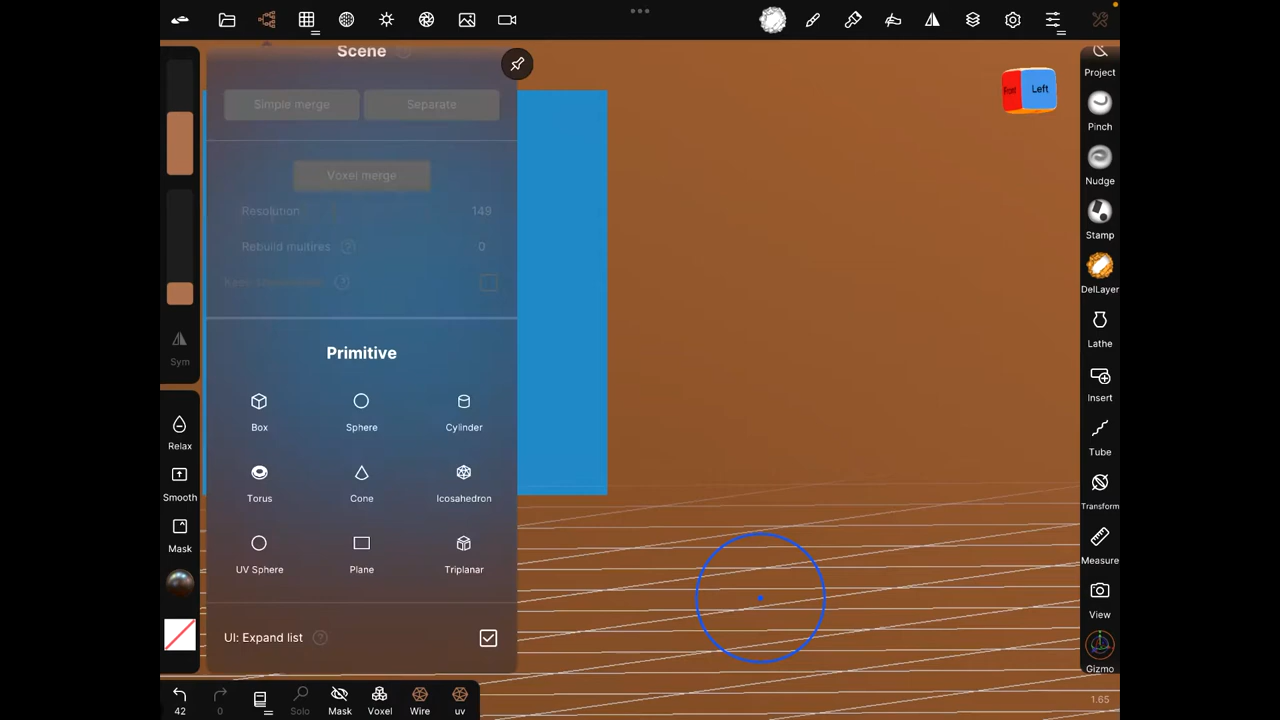 Scene
Simple merge
Separate
Voxel merge
Resolution 149
Rebuild multires 0
Primitive
Box
Sphere
Cylinder
Torus
Cone
Icosahedron
UV Sphere
Plane
Triplanar
UI: Expand list
Sym
Relax
Smooth
Mask
42
0
Solo
Mask
Voxel
Wire
uv
Front
Left
Project
Pinch
Nudge
Stamp
DelLayer
Lathe
Insert
Tube
Transform
Measure
View
Gizmo
1.65